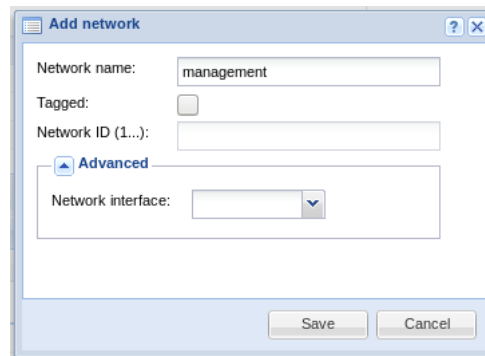 Add network
?
X
Network name: management
Tagged:
Network ID (1...):
Advanced
Network interface:
Save Cancel